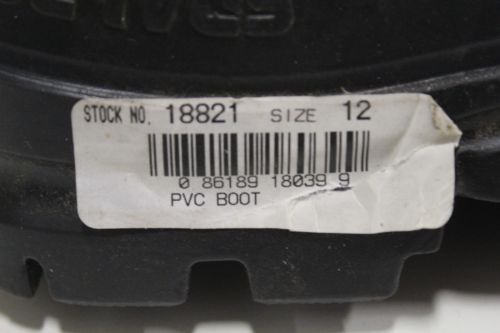 STOCK NO. 18821 SIZE 12
0 86189 18039 9
PVC BOOT